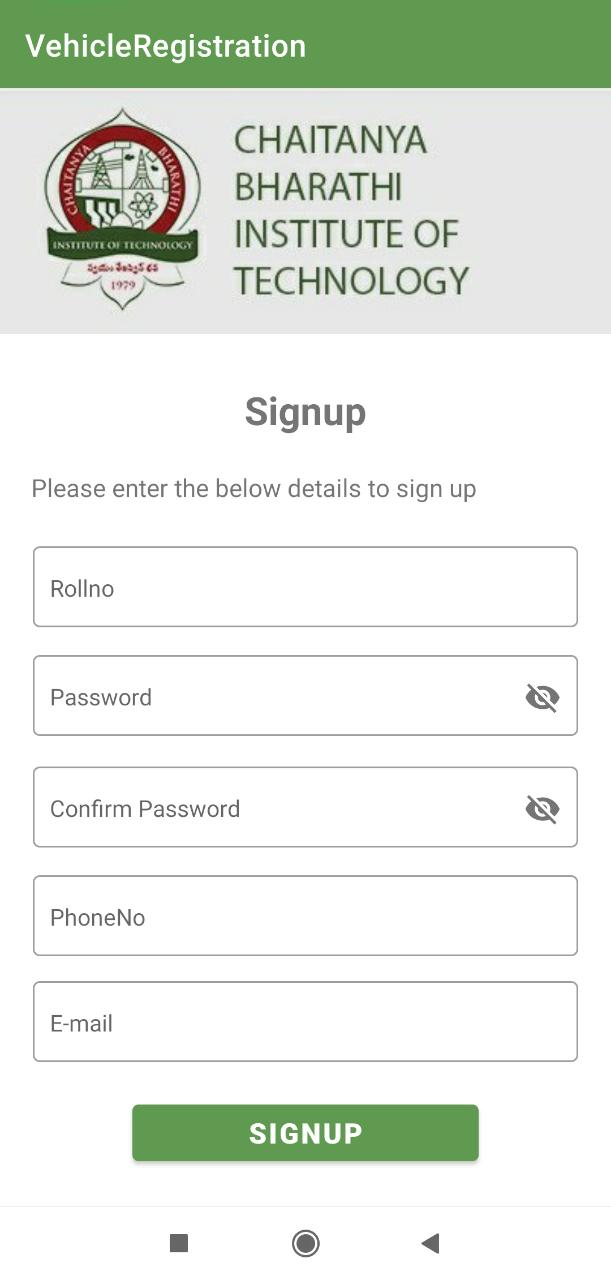 VehicleRegistration
CHAITANYA BHARATHI
INSTITUTE OF TECHNOLOGY
1979
CHAITANYA
BHARATHI
INSTITUTE OF
TECHNOLOGY
Signup
Please enter the below details to sign up
Rollno
Password
Confirm Password
PhoneNo
E-mail
SIGNUP